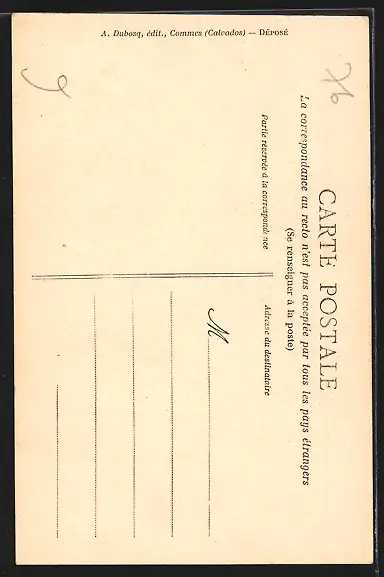 A. Dubosq, édit., Commes (Calvados) — DÉPOSÉ
CARTE POSTALE
La correspondance au recto n'est pas acceptée par tous les pays étrangers
(Se renseigner à la poste)
Partie réservée à la correspondance
Adresse du destinataire
M